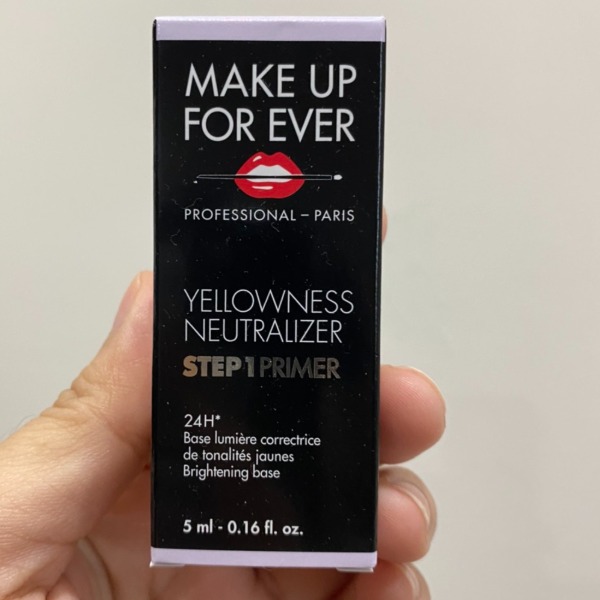 MAKE UP
FOR EVER
PROFESSIONAL – PARIS
YELLOWNESS
NEUTRALIZER
STEP 1 PRIMER
24H*
Base lumière correctrice
de tonalités jaunes
Brightening base
5 ml - 0.16 fl. oz.